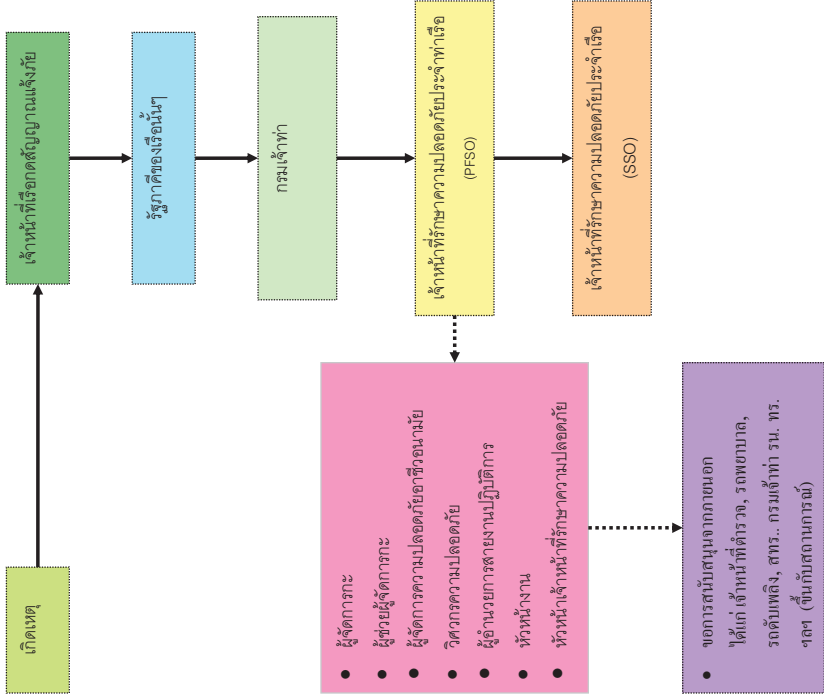 เกิดเหตุ
เจ้าหน้าที่เรือกดสัญญาณแจ้งภัย
รัฐภาคีของเรือนั้นๆ
กรมเจ้าท่า
เจ้าหน้าที่รักษาความปลอดภัยประจำท่าเรือ
(PFSO)
เจ้าหน้าที่รักษาความปลอดภัยประจำเรือ
(SSO)
● ผู้จัดการกะ
● ผู้ช่วยผู้จัดการกะ
● ผู้จัดการความปลอดภัยอาชีวอนามัย
● วิศวกรความปลอดภัย
● ผู้อำนวยการสายงานปฏิบัติการ
● หัวหน้างาน
● หัวหน้าเจ้าหน้าที่รักษาความปลอดภัย
● ขอการสนับสนุนจากภายนอก
ได้แก่ เจ้าหน้าที่ตำรวจ, รถพยาบาล,
รถดับเพลิง, สทร.. กรมเจ้าท่า รน. ทร.
ฯลฯ (ขึ้นกับสถานการณ์)